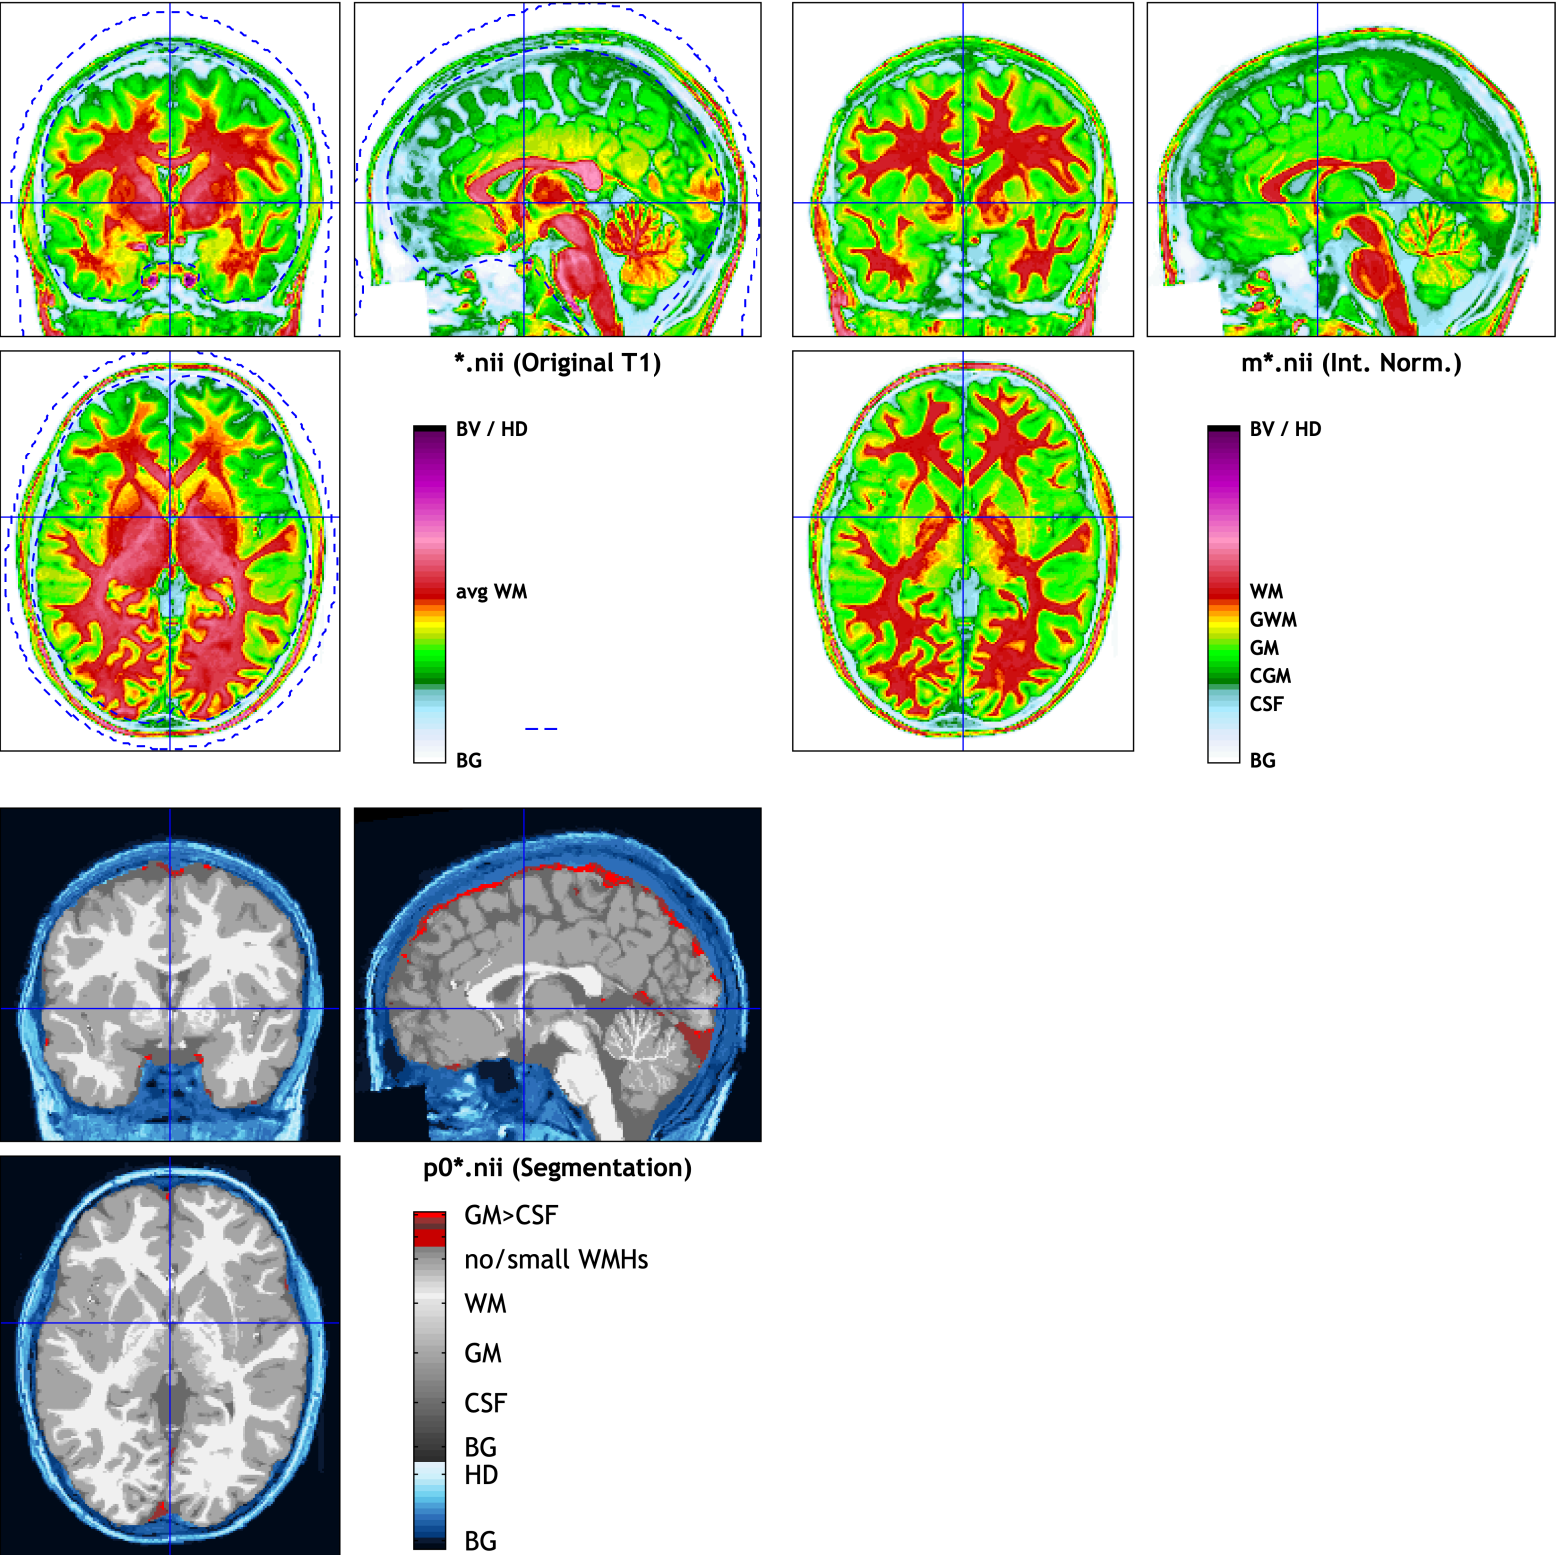 *.nii (Original T1)
BV / HD
avg WM
BG
m*.nii (Int. Norm.)
BV / HD
WM
GWM
GM
CGM
CSF
BG
p0*.nii (Segmentation)
GM>CSF
no/small WMHs
WM
GM
CSF
BG
HD
BG